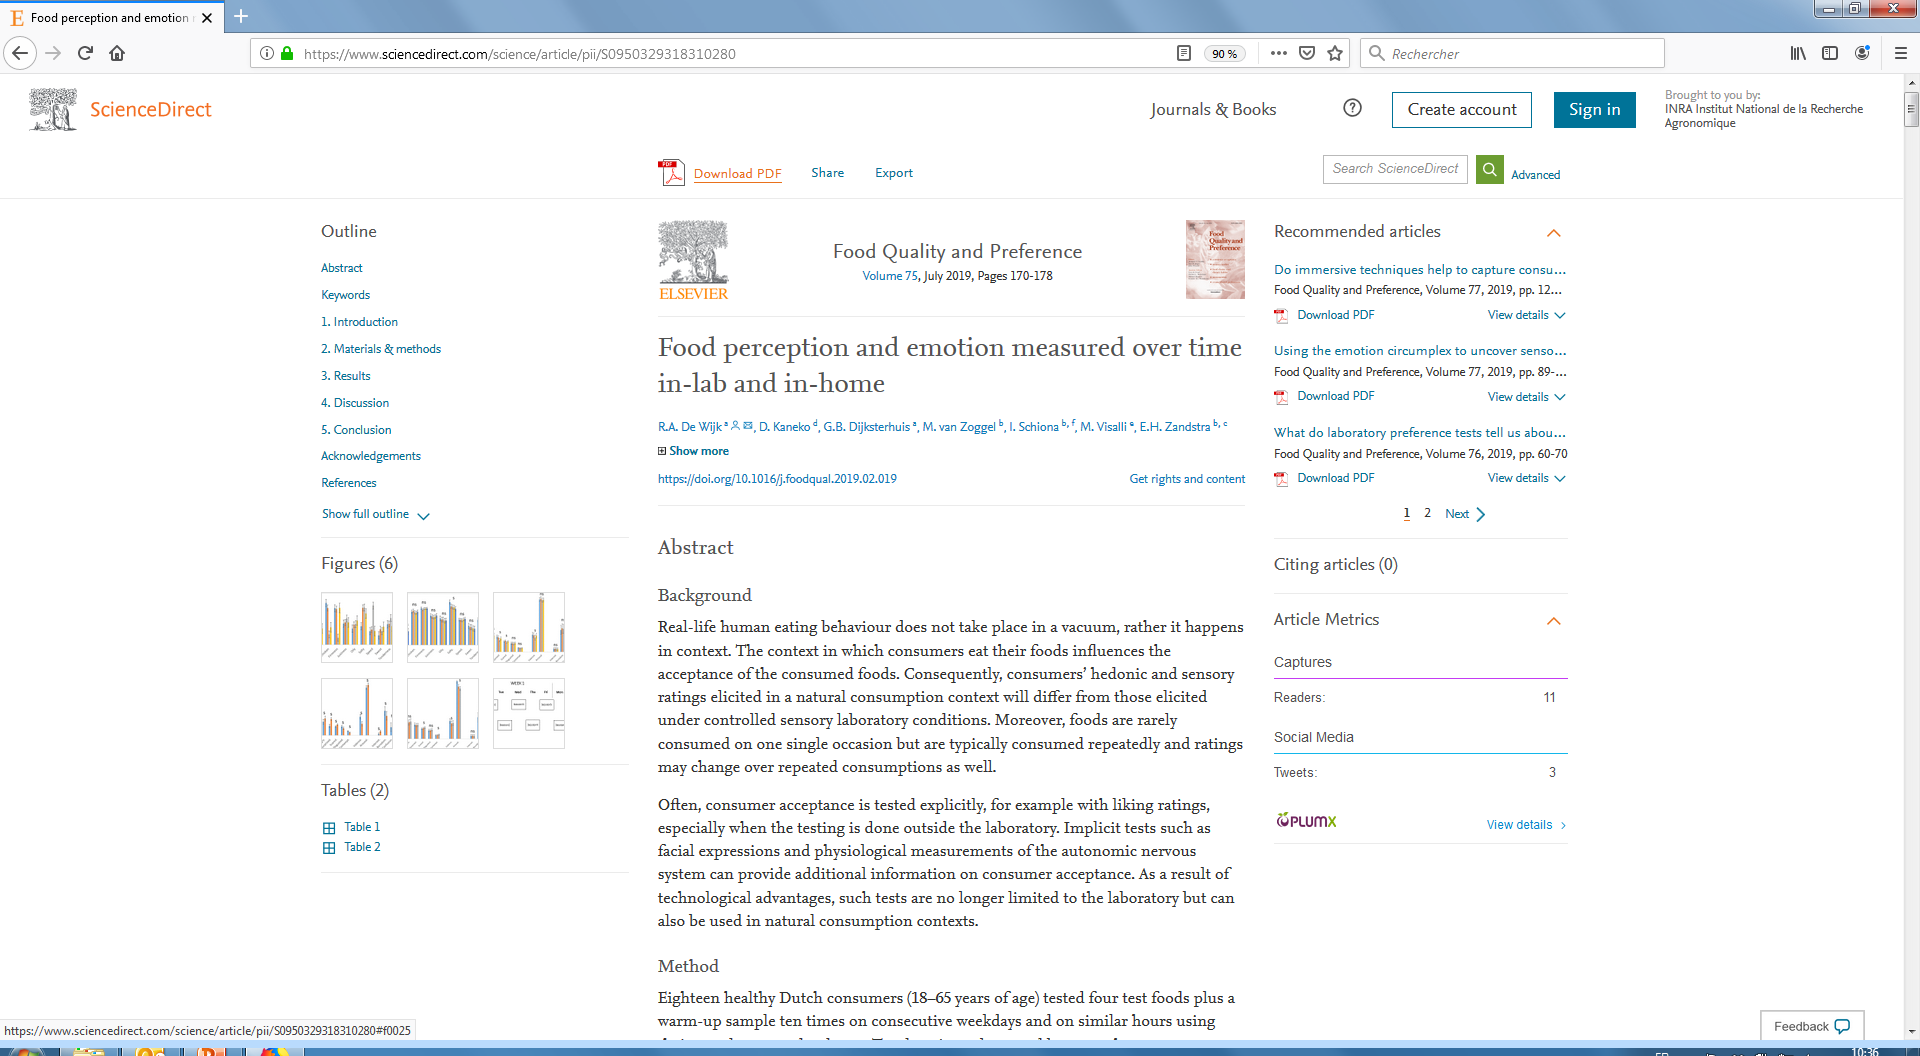 Food perception and emotion
https://www.sciencedirect.com/science/article/pii/S0950329318310280
90 %
Rechercher
ScienceDirect
Journals & Books
Create account
Sign in
Brought to you by:
INRA Institut National de la Recherche
Agronomique
Download PDF
Share
Export
Search ScienceDirect
Advanced
Outline
Abstract
Keywords
1. Introduction
2. Materials & methods
3. Results
4. Discussion
5. Conclusion
Acknowledgements
References
Show full outline
Figures (6)
WEEK 1
Tables (2)
Table 1
Table 2
ELSEVIER
Food Quality and Preference
Volume 75, July 2019, Pages 170-178
Food Quality and Preference
Food perception and emotion measured over time
in-lab and in-home
R.A. De Wijk a, D. Kaneko d, G.B. Dijksterhuis a, M. van Zoggel b, I. Schiona b, f, M. Visalli e, E.H. Zandstra b, c
Show more
https://doi.org/10.1016/j.foodqual.2019.02.019
Get rights and content
Abstract
Background
Real-life human eating behaviour does not take place in a vacuum, rather it happens
in context. The context in which consumers eat their foods influences the
acceptance of the consumed foods. Consequently, consumers’ hedonic and sensory
ratings elicited in a natural consumption context will differ from those elicited
under controlled sensory laboratory conditions. Moreover, foods are rarely
consumed on one single occasion but are typically consumed repeatedly and ratings
may change over repeated consumptions as well.
Often, consumer acceptance is tested explicitly, for example with liking ratings,
especially when the testing is done outside the laboratory. Implicit tests such as
facial expressions and physiological measurements of the autonomic nervous
system can provide additional information on consumer acceptance. As a result of
technological advantages, such tests are no longer limited to the laboratory but can
also be used in natural consumption contexts.
Method
Eighteen healthy Dutch consumers (18–65 years of age) tested four test foods plus a
warm-up sample ten times on consecutive weekdays and on similar hours using
Recommended articles
Do immersive techniques help to capture consu...
Food Quality and Preference, Volume 77, 2019, pp. 12...
Download PDF
View details
Using the emotion circumplex to uncover senso...
Food Quality and Preference, Volume 77, 2019, pp. 89-...
Download PDF
View details
What do laboratory preference tests tell us abou...
Food Quality and Preference, Volume 76, 2019, pp. 60-70
Download PDF
View details
1 2 Next
Citing articles (0)
Article Metrics
Captures
Readers: 11
Social Media
Tweets: 3
PLUMX
View details
Feedback
https://www.sciencedirect.com/science/article/pii/S0950329318310280#f0025
10:36